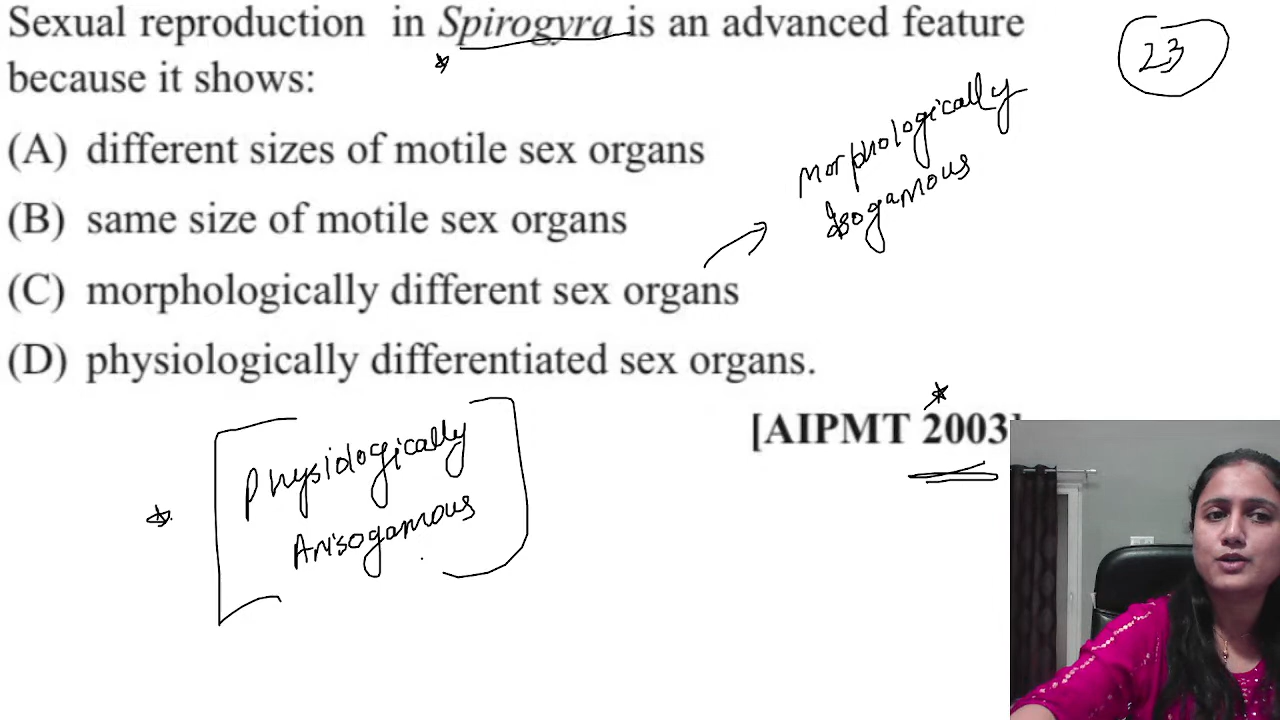 Sexual reproduction in Spirogyra is an advanced feature
because it shows:
23
(A) different sizes of motile sex organs
(B) same size of motile sex organs
(C) morphologically different sex organs
(D) physiologically differentiated sex organs.
morphologically
Isogamous
[AIPMT 2003]
Physiologically
Anisogamous